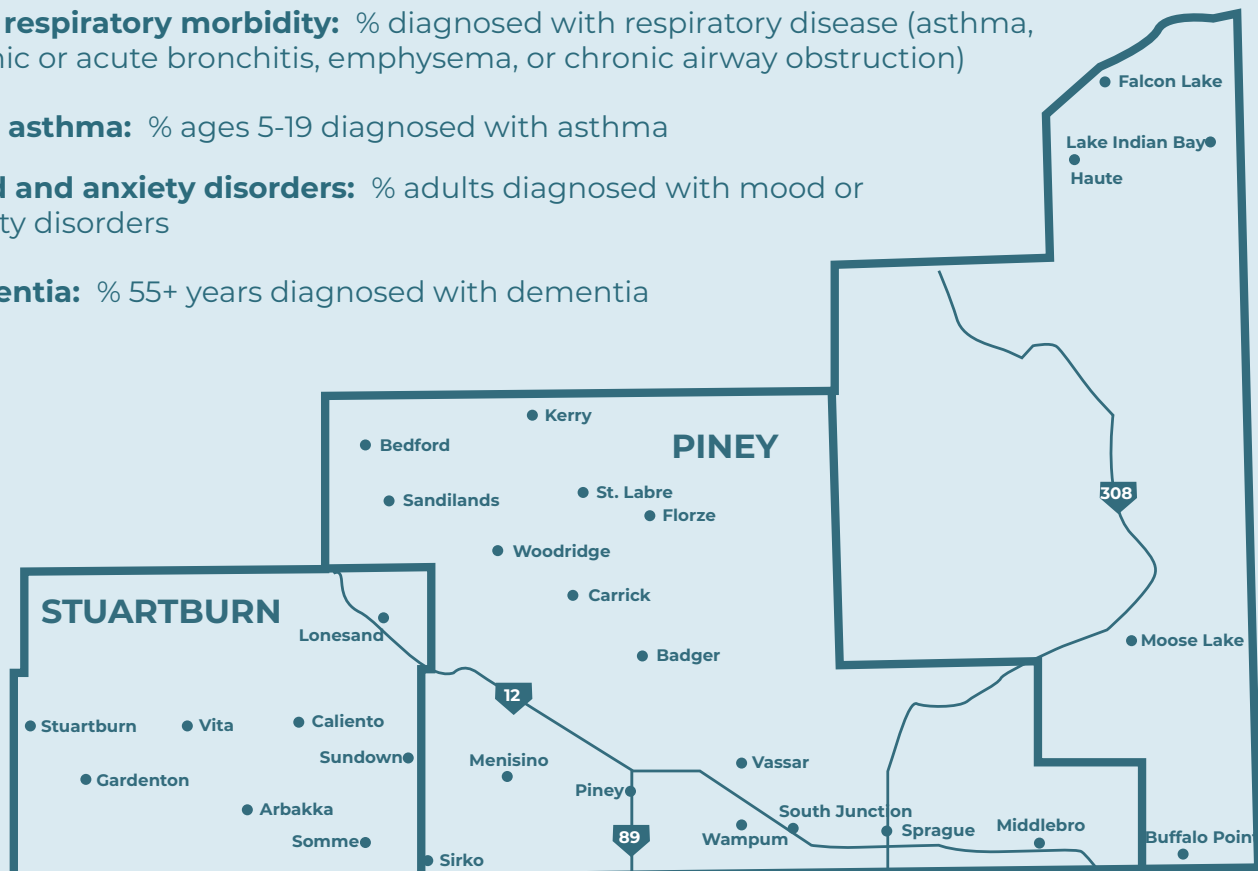 respiratory morbidity: % diagnosed with respiratory disease (asthma,
nic or acute bronchitis, emphysema, or chronic airway obstruction)
asthma: % ages 5-19 diagnosed with asthma
d and anxiety disorders: % adults diagnosed with mood or
ty disorders
entia: % 55+ years diagnosed with dementia
Falcon Lake
Lake Indian Bay
Haute
Kerry
Bedford
PINEY
Sandilands
St. Labre
308
Florze
Woodridge
Carrick
STUARTBURN
Lonesand
Moose Lake
Badger
12
Stuartburn
Vita
Caliento
Sundown
Menisino
Vassar
Gardenton
Piney
Arbakka
South Junction
Sprague
Middlebro
Somme
89
Wampum
Buffalo Poin
Sirko